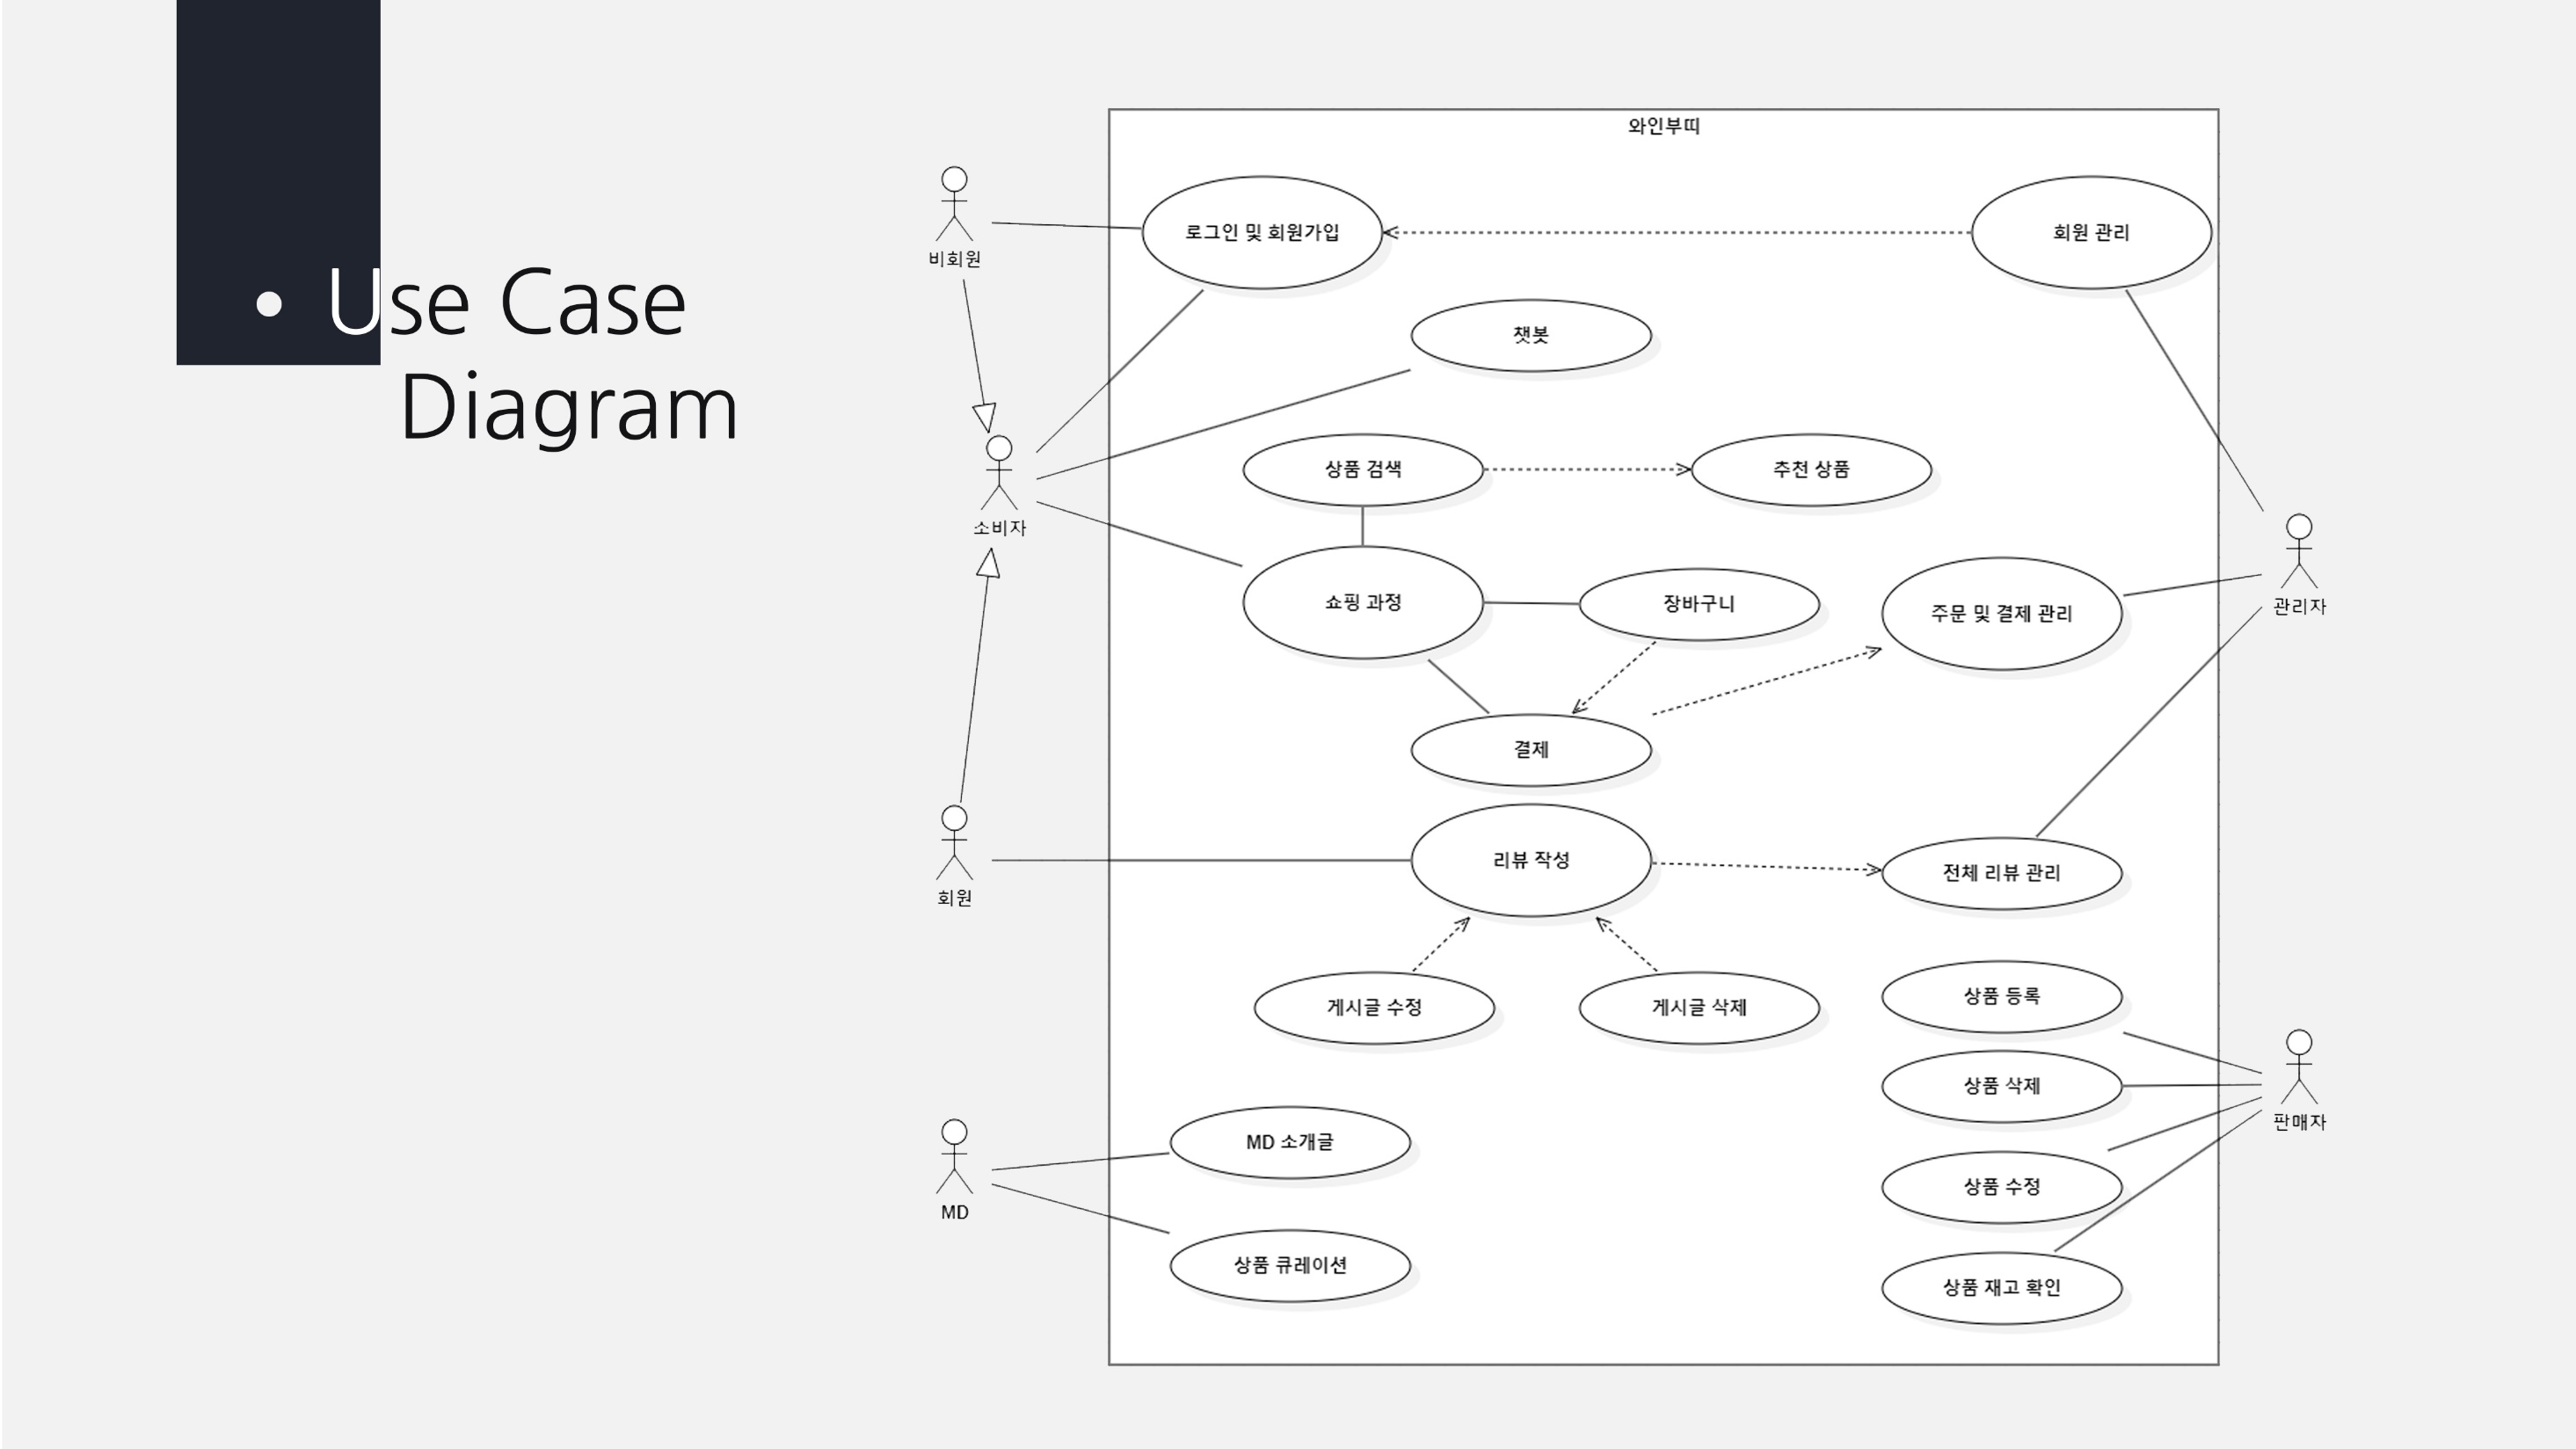 • Use Case
Diagram
와인부띠
비회원
로그인 및 회원가입
회원 관리
챗봇
소비자
상품 검색
추천 상품
쇼핑 과정
장바구니
주문 및 결제 관리
관리자
결제
회원
리뷰 작성
전체 리뷰 관리
게시글 수정
게시글 삭제
상품 등록
상품 삭제
판매자
MD
MD 소개글
상품 수정
상품 큐레이션
상품 재고 확인